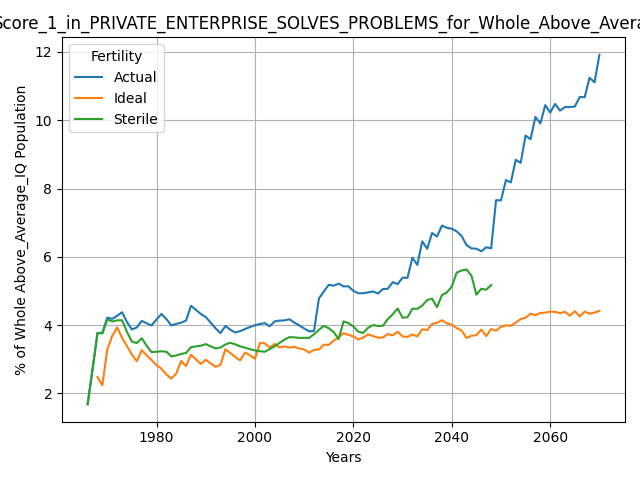 Score_1_in_PRIVATE_ENTERPRISE_SOLVES_PROBLEMS_for_Whole_Above_Avera
Fertility
Actual
Ideal
Sterile
% of Whole Above_Average_IQ Population
12
10
8
6
4
2
1980 2000 2020 2040 2060
Years